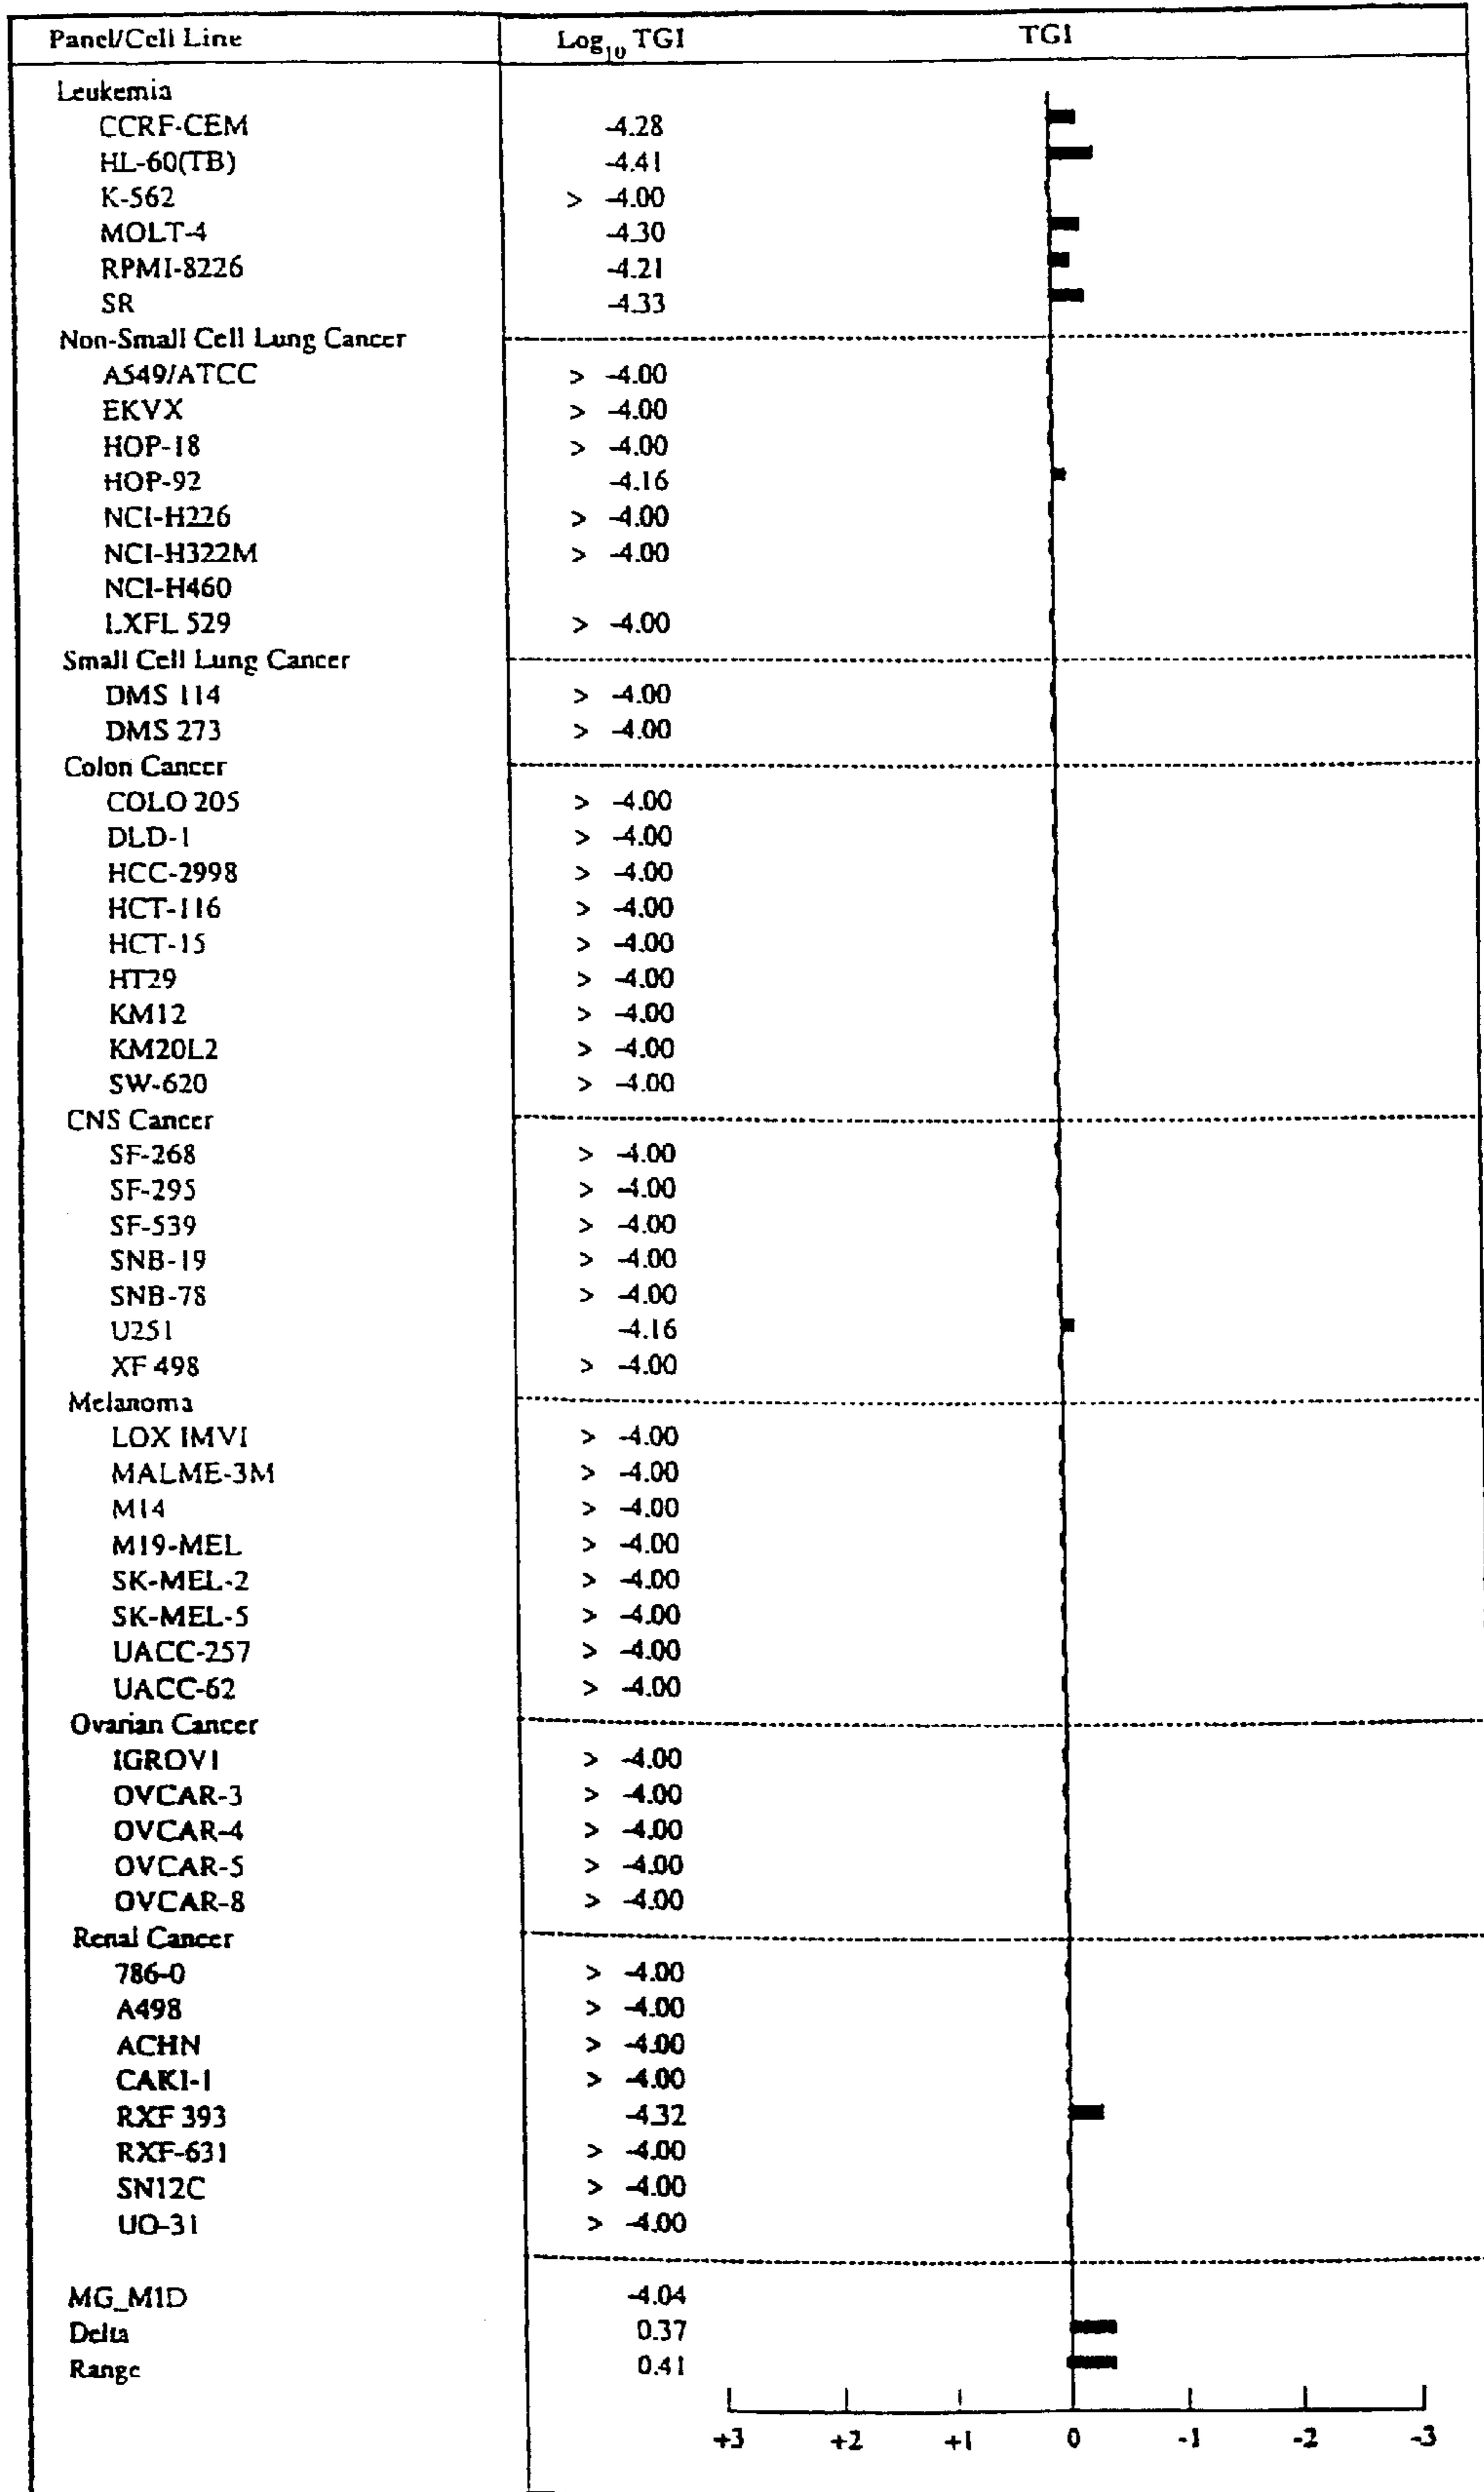 Panel/Cell Line Log10 TGI TGI
Leukemia
CCRF-CEM -4.28
HL-60(TB) -4.41
K-562 > -4.00
MOLT-4 -4.30
RPMI-8226 -4.21
SR -4.33
Non-Small Cell Lung Cancer
A549/ATCC > -4.00
EKVX > -4.00
HOP-18 > -4.00
HOP-92 -4.16
NCI-H226 > -4.00
NCI-H322M > -4.00
NCI-H460
LXFL 529 > -4.00
Small Cell Lung Cancer
DMS 114 > -4.00
DMS 273 > -4.00
Colon Cancer
COLO 205 > -4.00
DLD-1 > -4.00
HCC-2998 > -4.00
HCT-116 > -4.00
HCT-15 > -4.00
HT29 > -4.00
KM12 > -4.00
KM20L2 > -4.00
SW-620 > -4.00
CNS Cancer
SF-268 > -4.00
SF-295 > -4.00
SF-539 > -4.00
SNB-19 > -4.00
SNB-78 > -4.00
U251 -4.16
XF 498 > -4.00
Melanoma
LOX IMVI > -4.00
MALME-3M > -4.00
M14 > -4.00
M19-MEL > -4.00
SK-MEL-2 > -4.00
SK-MEL-5 > -4.00
UACC-257 > -4.00
UACC-62 > -4.00
Ovarian Cancer
IGROV1 > -4.00
OVCAR-3 > -4.00
OVCAR-4 > -4.00
OVCAR-5 > -4.00
OVCAR-8 > -4.00
Renal Cancer
786-0 > -4.00
A498 > -4.00
ACHN > -4.00
CAKI-1 > -4.00
RXF 393 -4.32
RXF-631 > -4.00
SN12C > -4.00
UO-31 > -4.00
MG_MID -4.04
Delta 0.37
Range 0.41
+3 +2 +1 0 -1 -2 -3